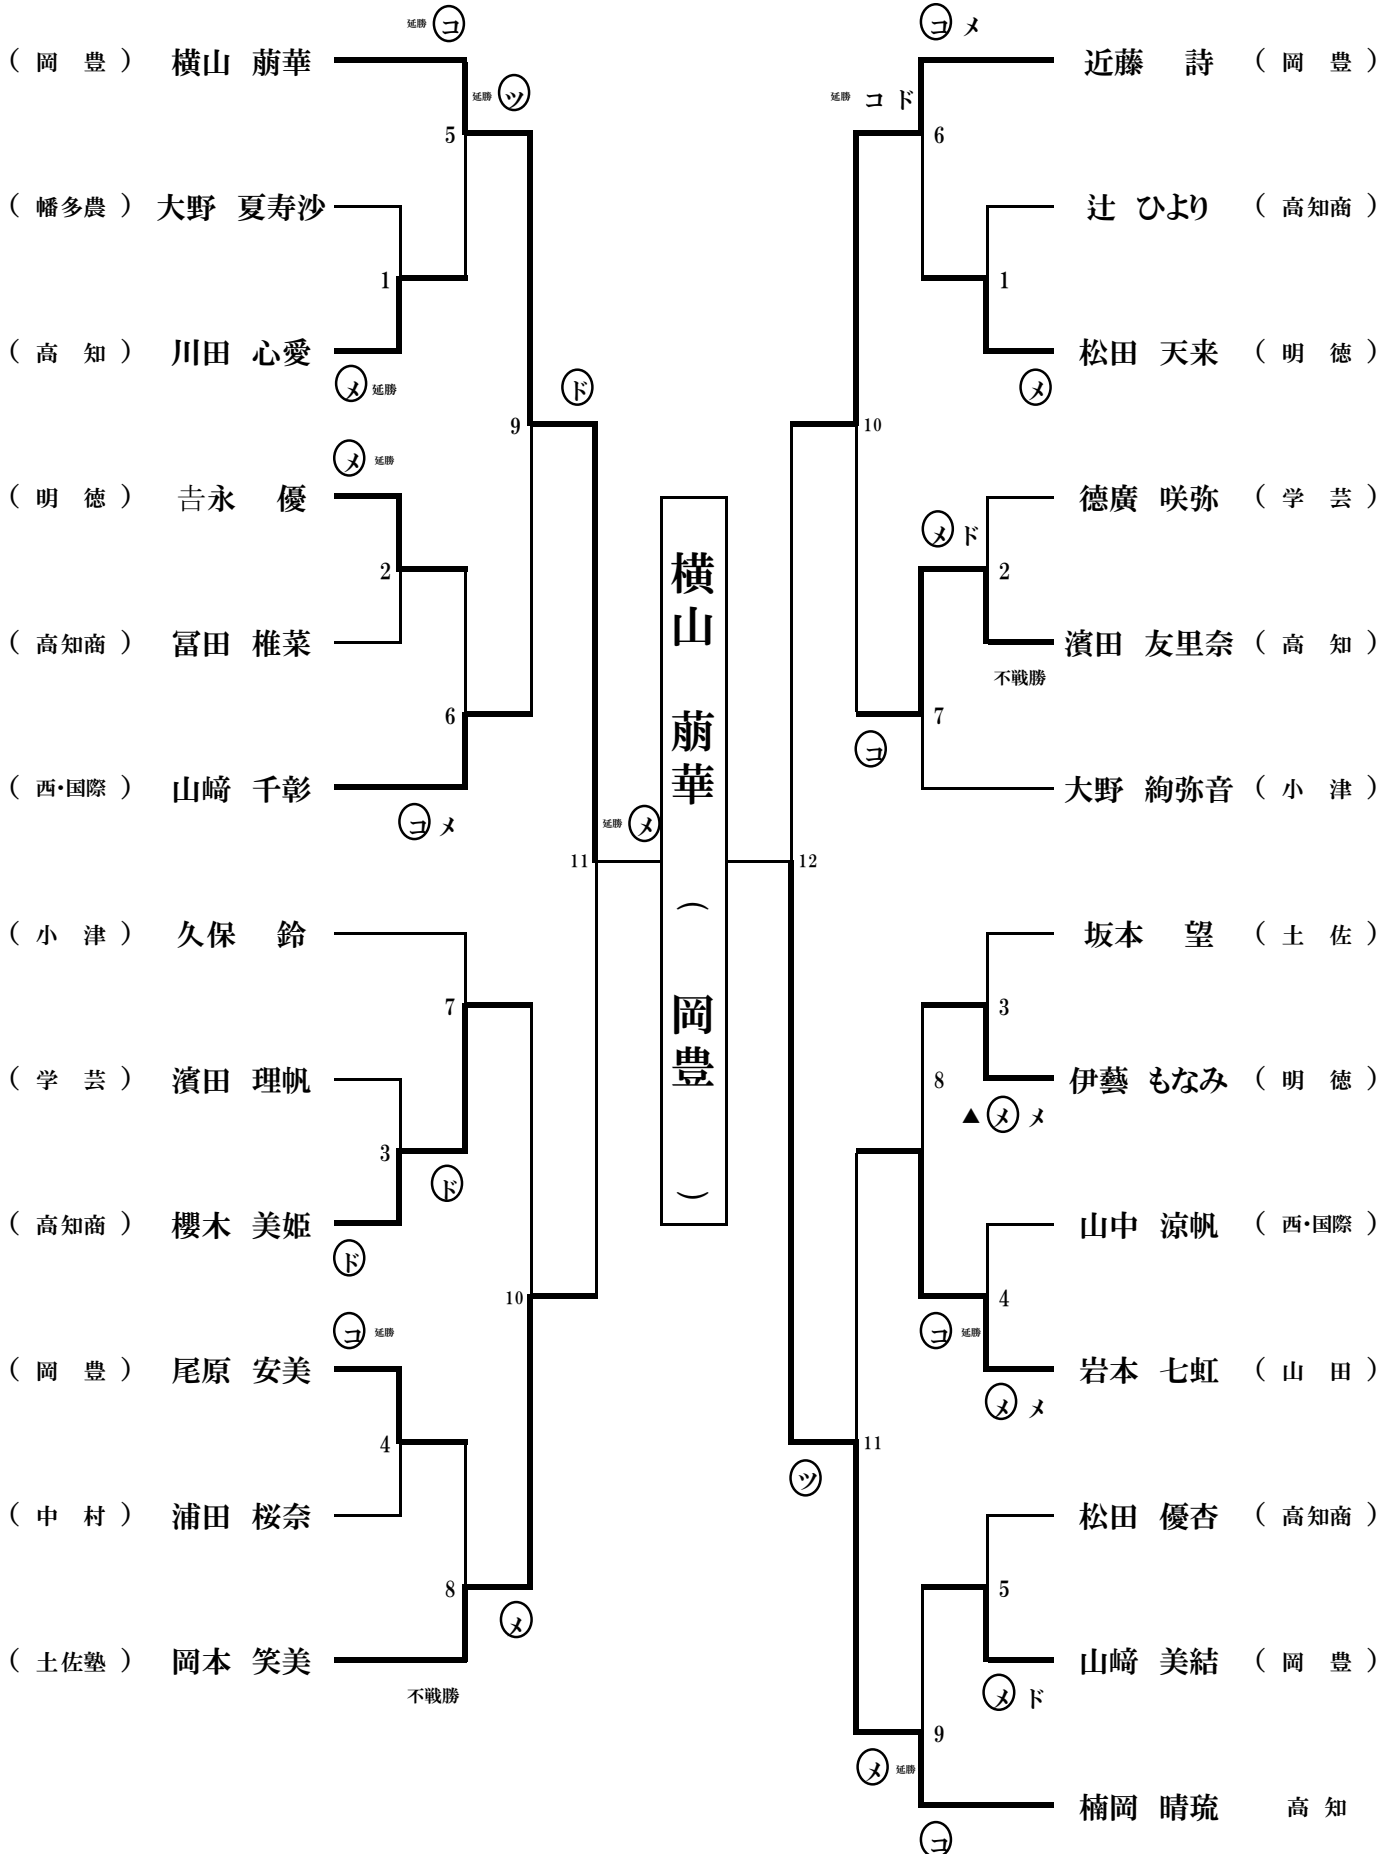 延勝 コ
( 岡 豊 ) 横山 萠華
延勝 ツ
5
( 幡多農 ) 大野 夏寿沙
1
( 高 知 ) 川田 心愛
メ 延勝
ド
9
メ 延勝
( 明 徳 ) 𠮷永 優
2
( 高知商 ) 冨田 椎菜
6
( 西・国際 ) 山﨑 千彰
コ メ
延勝 メ
11
( 小 津 ) 久保 鈴
7
( 学 芸 ) 濱田 理帆
3
ド
( 高知商 ) 櫻木 美姫
ド
10
コ 延勝
( 岡 豊 ) 尾原 安美
4
( 中 村 ) 浦田 桜奈
8
メ
( 土佐塾 ) 岡本 笑美
不戦勝
横山 萠華 ( 岡豊 )
コ メ
近藤 詩 ( 岡 豊 )
延勝 コ ド
6
辻 ひより ( 高知商 )
1
松田 天来 ( 明 徳 )
メ
10
德廣 咲弥 ( 学 芸 )
メ ド
2
濱田 友里奈 ( 高 知 )
不戦勝
7
コ
大野 絢弥音 ( 小 津 )
12
坂本 望 ( 土 佐 )
3
伊藝 もなみ ( 明 徳 )
8
▲ メ メ
山中 涼帆 ( 西・国際 )
4
コ 延勝
岩本 七虹 ( 山 田 )
メ メ
11
ツ
松田 優杏 ( 高知商 )
5
山﨑 美結 ( 岡 豊 )
メ ド
9
メ 延勝
楠岡 晴琉 高 知
コ